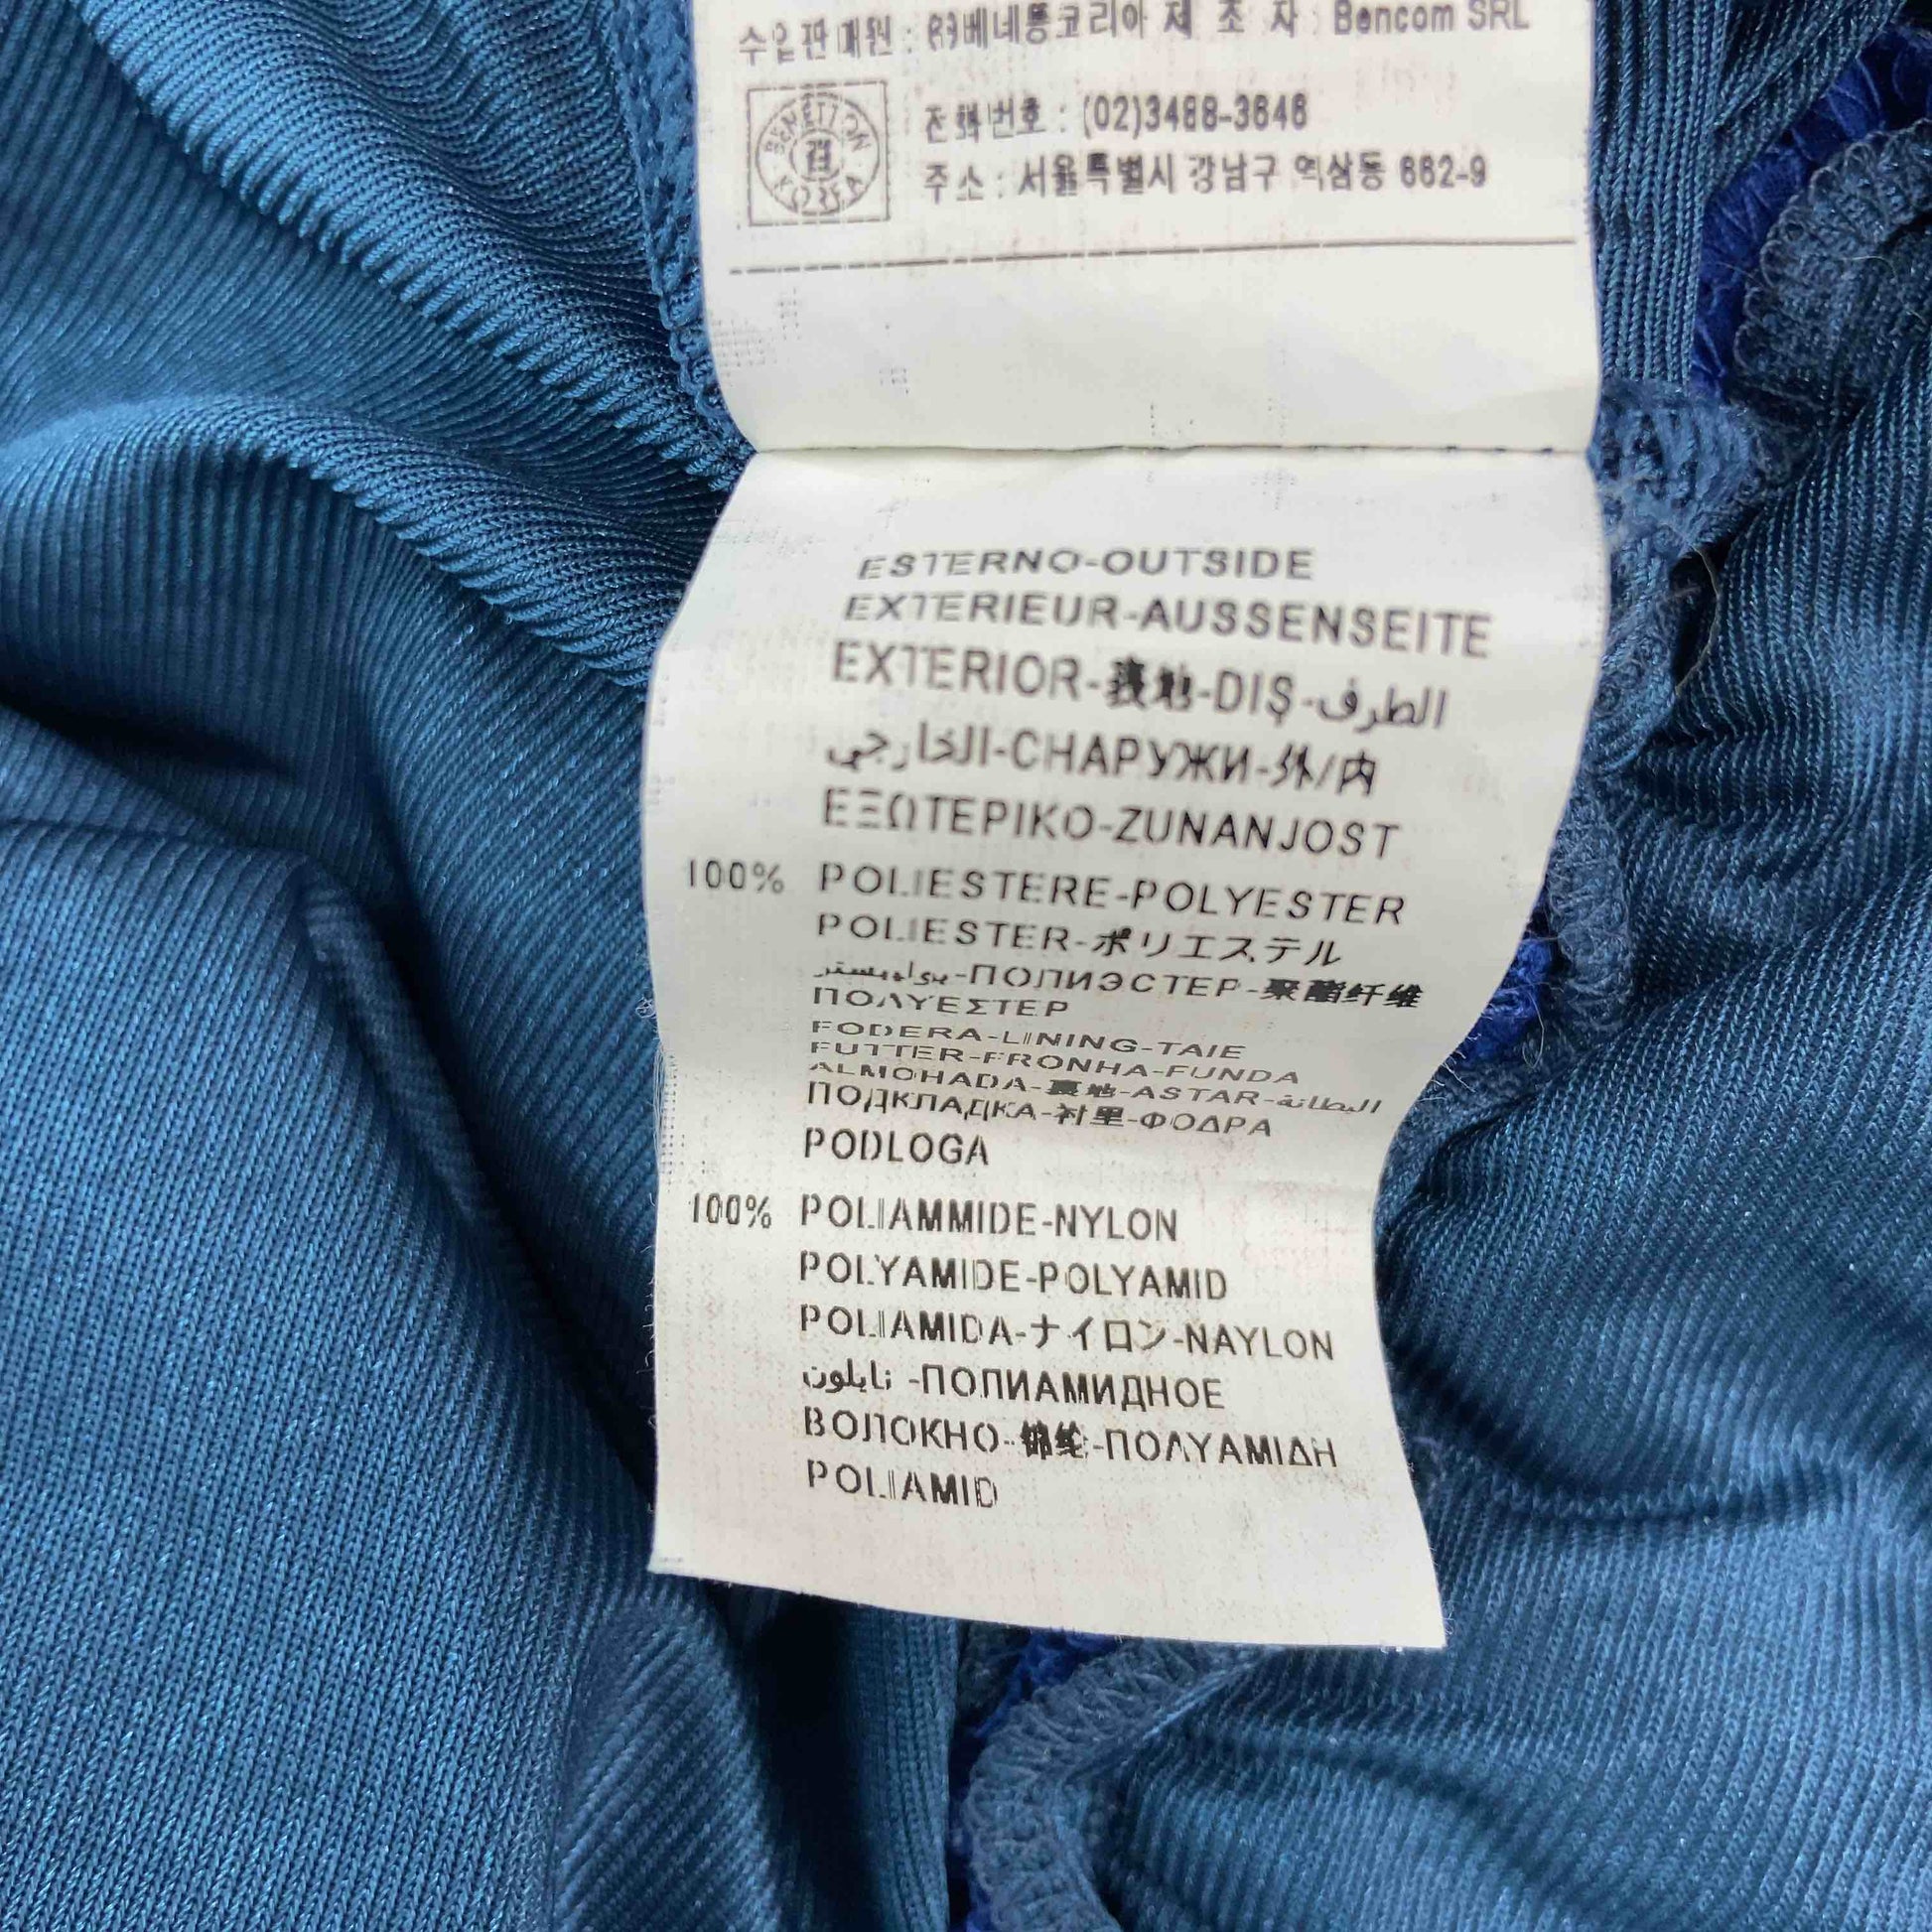 수입판매원 : 베네통코리아 제 조 자 : Bencom SRL
BENETTON KOREA
전화번호 : (02)3488-3648
주소 : 서울특별시 강남구 역삼동 662-9
ESTERNO-OUTSIDE
EXTERIEUR-AUSSENSEITE
EXTERIOR-表地-DIŞ-الطرف
الخارجي-СНАРУЖИ-外/内
ΕΞΩΤΕΡΙΚΟ-ZUNANJOST
100% POLIESTERE-POLYESTER
POLIESTER-ポリエステル
-ПОЛИЭСТЕР-聚酯纤维
ΠΟΛΥΕΣΤΕΡ
FODERA-LINING-TAIE
FUTTER-FRONHA-FUNDA
ALMOHADA-裏地-ASTAR-البطانة
ПОДКЛАДКА-衬里-ΦΟΔΡΑ
PODLOGA
100% POLIAMMIDE-NYLON
POLYAMIDE-POLYAMID
POLIAMIDA-ナイロン-NAYLON
نايلون -ПОЛИАМИДНОЕ
ВОЛОКНО-锦纶-ΠΟΛΥΑΜΙΔΗ
POLIAMID